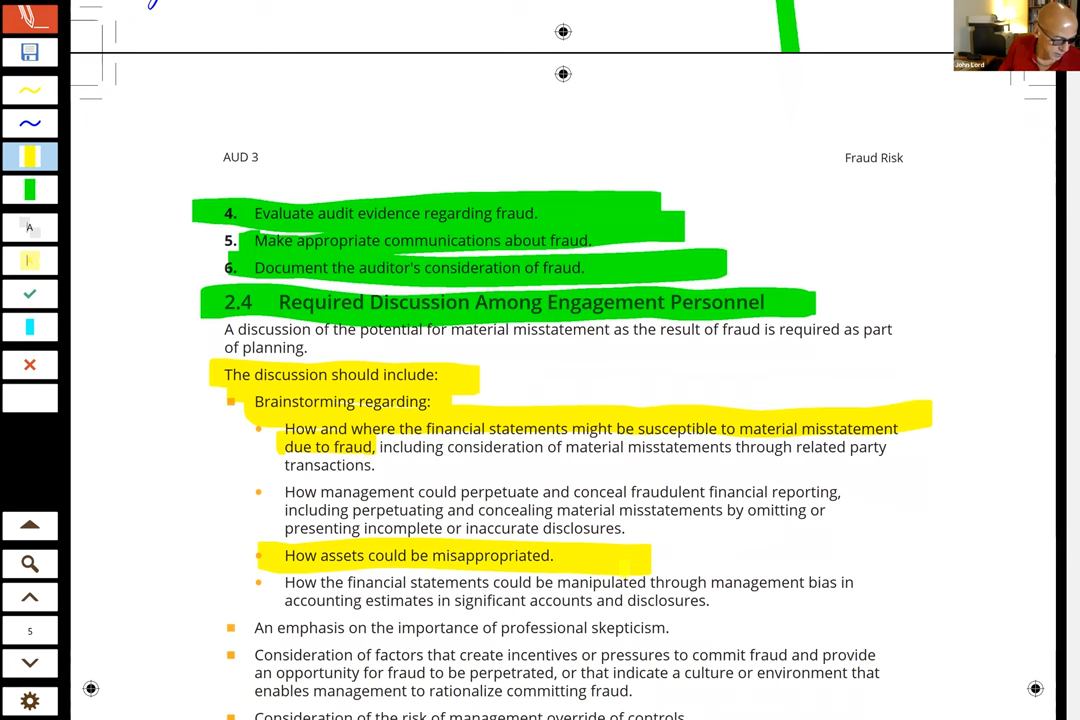 John Lord
AUD 3
Fraud Risk
4. Evaluate audit evidence regarding fraud.
5. Make appropriate communications about fraud.
6. Document the auditor's consideration of fraud.
2.4 Required Discussion Among Engagement Personnel
A discussion of the potential for material misstatement as the result of fraud is required as part
of planning.
The discussion should include:
Brainstorming regarding:
How and where the financial statements might be susceptible to material misstatement
due to fraud, including consideration of material misstatements through related party
transactions.
How management could perpetuate and conceal fraudulent financial reporting,
including perpetuating and concealing material misstatements by omitting or
presenting incomplete or inaccurate disclosures.
How assets could be misappropriated.
How the financial statements could be manipulated through management bias in
accounting estimates in significant accounts and disclosures.
An emphasis on the importance of professional skepticism.
Consideration of factors that create incentives or pressures to commit fraud and provide
an opportunity for fraud to be perpetrated, or that indicate a culture or environment that
enables management to rationalize committing fraud.
Consideration of the risk of management override of controls.
A
5